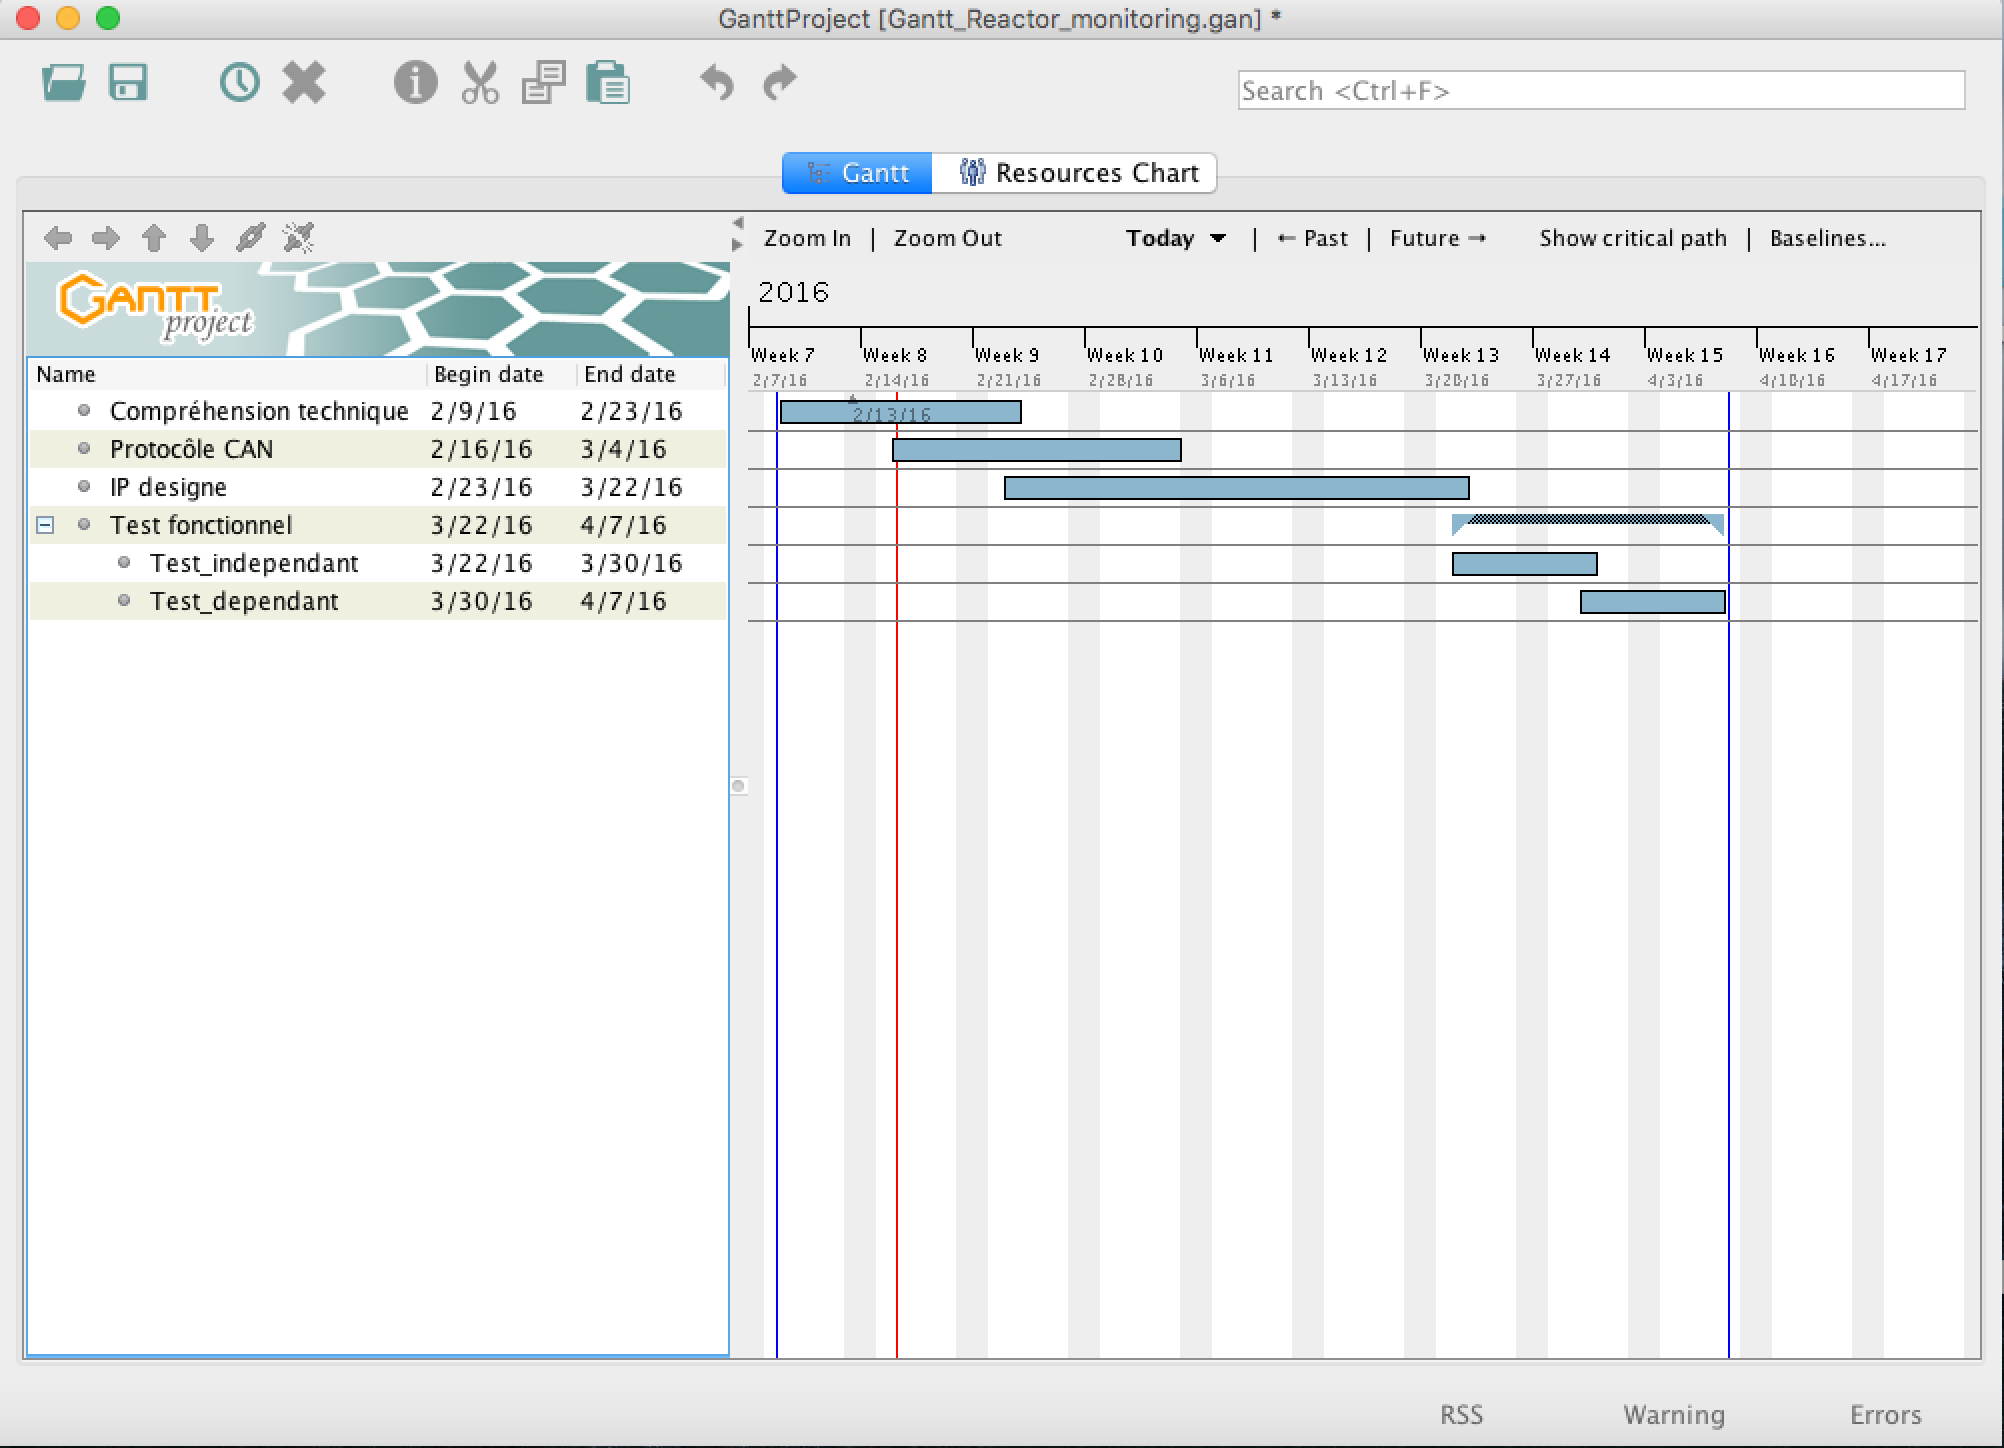 GanttProject [Gantt_Reactor_monitoring.gan] *
Search <Ctrl+F>
Gantt
Resources Chart
Zoom In | Zoom Out Today | ← Past | Future → Show critical path | Baselines...
GANTT
project
2016
Week 7 Week 8 Week 9 Week 10 Week 11 Week 12 Week 13 Week 14 Week 15 Week 16 Week 17
2/7/16 2/14/16 2/21/16 2/28/16 3/6/16 3/13/16 3/20/16 3/27/16 4/3/16 4/10/16 4/17/16
Name Begin date End date
Compréhension technique 2/9/16 2/23/16
2/13/16
Protocôle CAN 2/16/16 3/4/16
IP designe 2/23/16 3/22/16
Test fonctionnel 3/22/16 4/7/16
Test_independant 3/22/16 3/30/16
Test_dependant 3/30/16 4/7/16
RSS Warning Errors